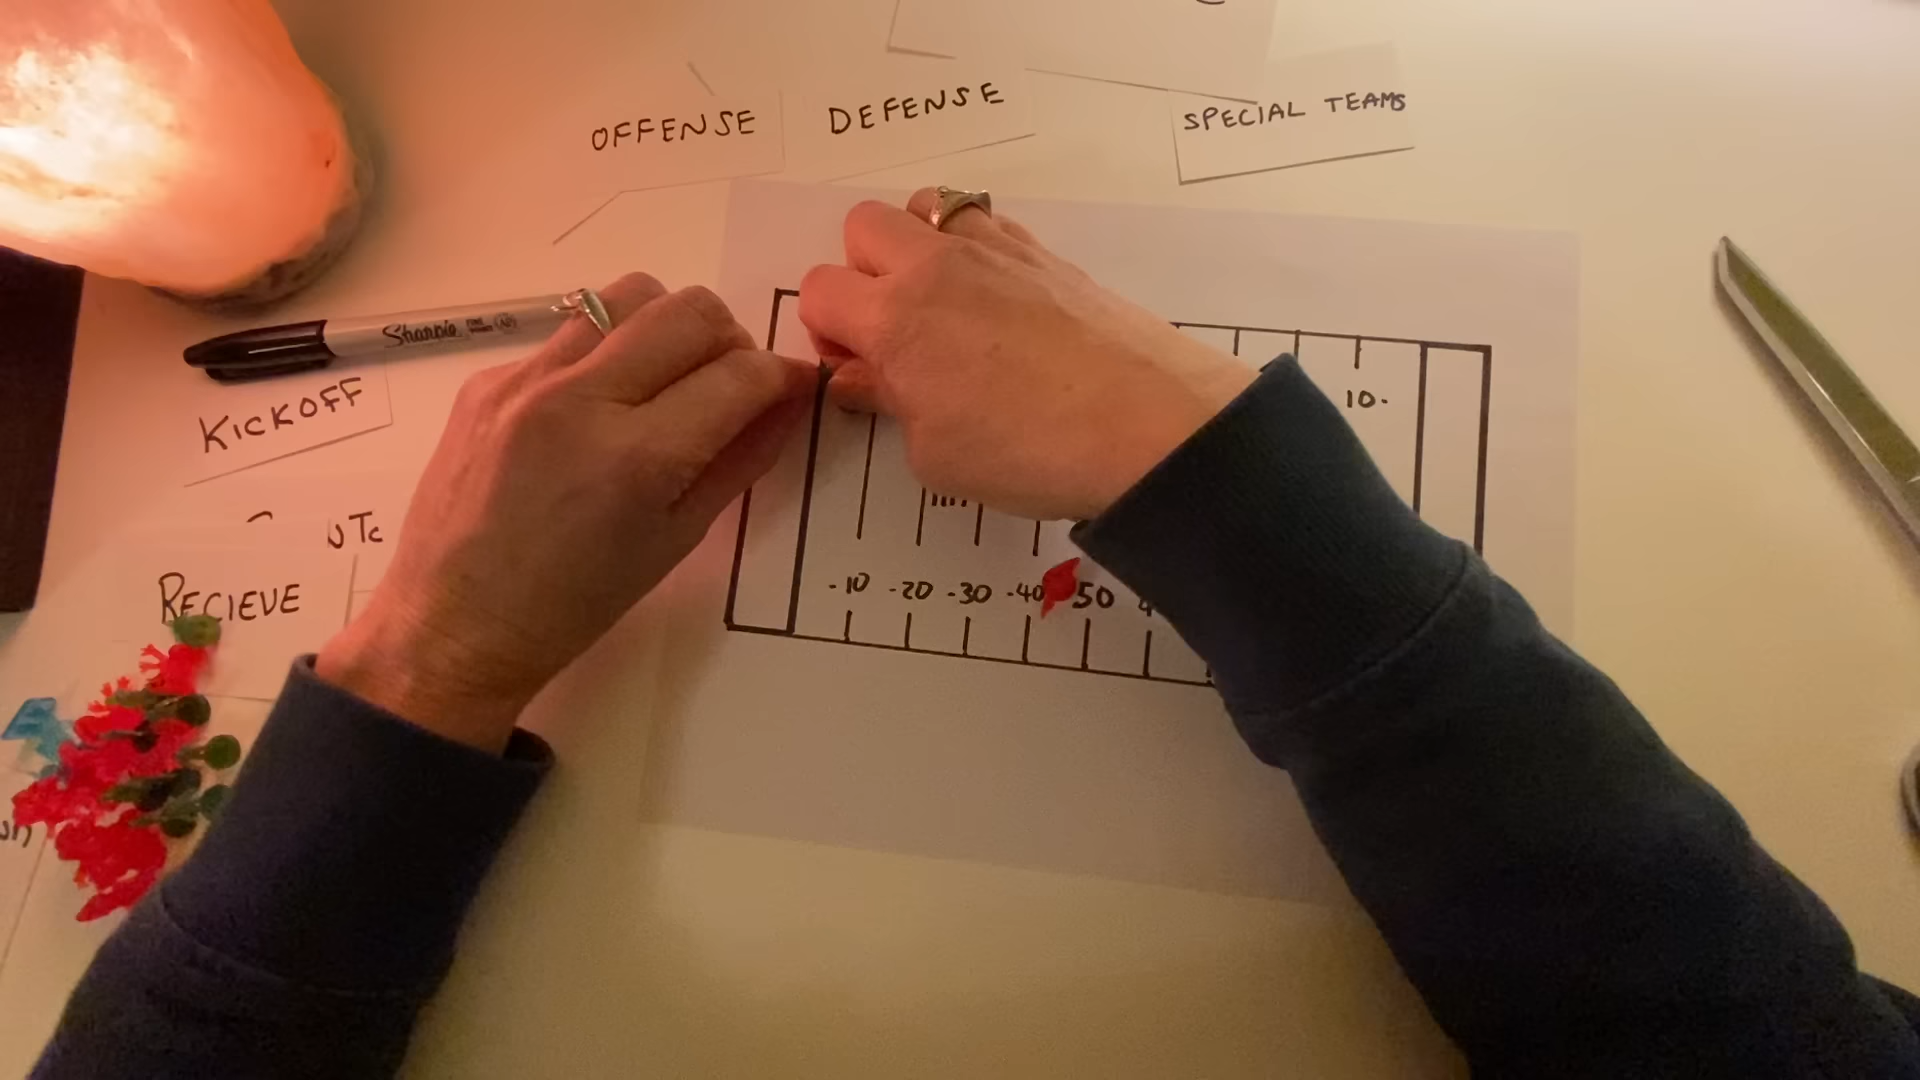 OFFENSE
DEFENSE
SPECIAL TEAMS
Sharpie
KICKOFF
RECIEVE
10-
-10 -20 -30 -40 50